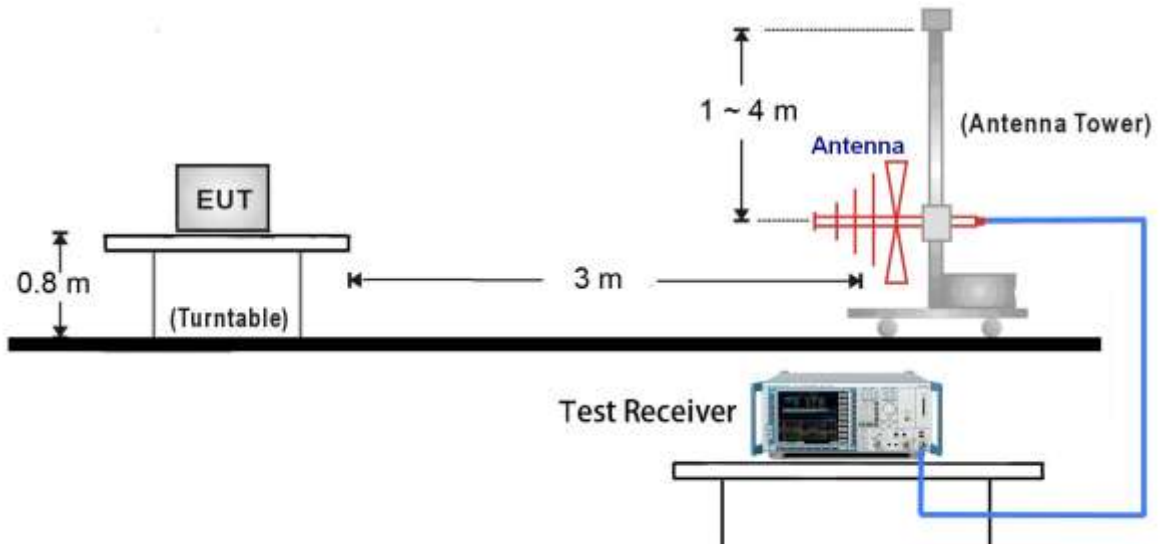 1 ~ 4 m
(Antenna Tower)
Antenna
EUT
0.8 m
3 m
(Turntable)
Test Receiver